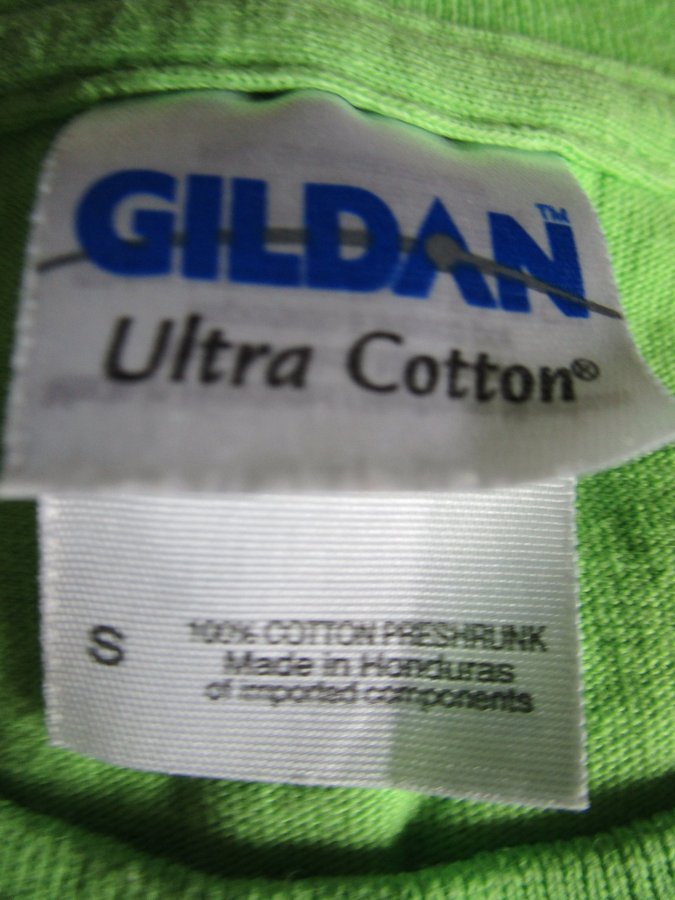 GILDAN™
Ultra Cotton®
S
100% COTTON PRESHRUNK
Made in Honduras
of imported components